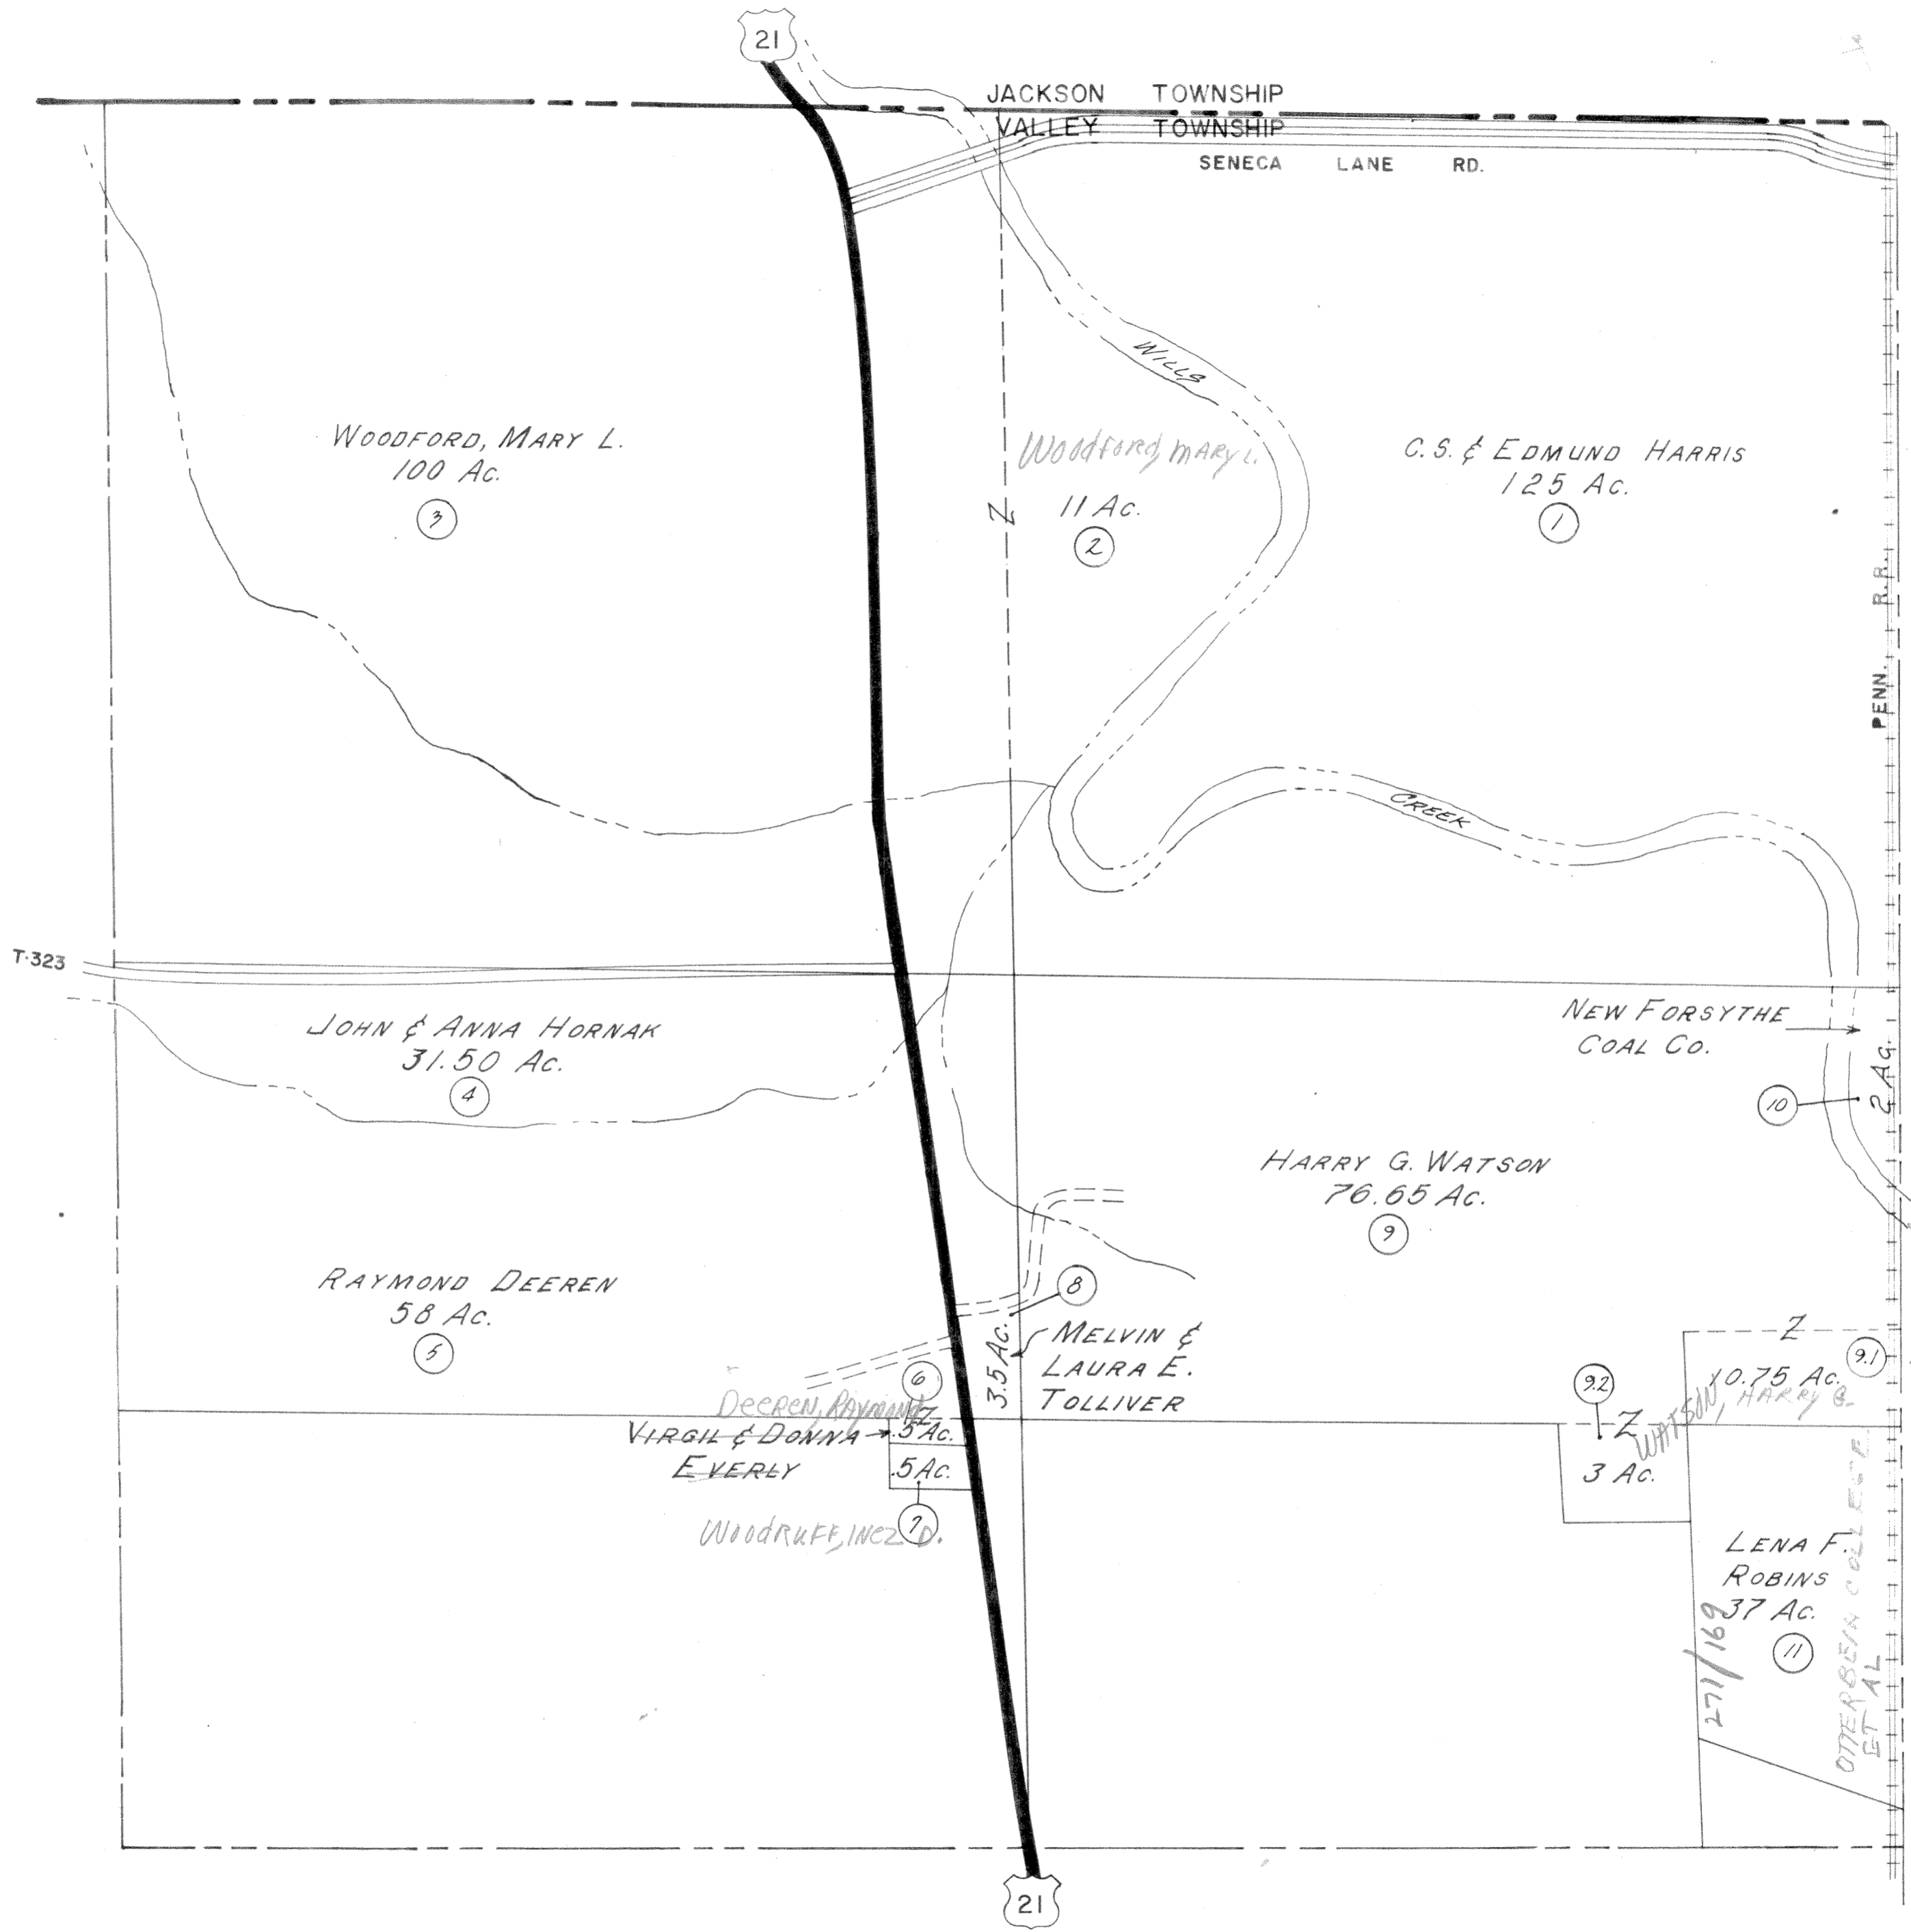 21
JACKSON TOWNSHIP
VALLEY TOWNSHIP
SENECA LANE RD.
WILLS
WOODFORD, MARY L.
100 AC.
3
Woodford, MARY L.
Z
11 AC.
2
C.S. & EDMUND HARRIS
125 AC.
1
PENN. R.R.
CREEK
T-323
JOHN & ANNA HORNAK
31.50 AC.
4
NEW FORSYTHE
COAL CO.
10
2 AC.
HARRY G. WATSON
76.65 AC.
9
RAYMOND DEEREN
58 AC.
5
8
3.5 AC.
MELVIN &
LAURA E.
TOLLIVER
6
DEEREN, RAYMOND
Z
VIRGIL & DONNA
EVERLY
.5 AC.
.5 AC.
7
WOODRUFF, INEZ D.
Z
9.1
10.75 AC.
9.2
Z
WATSON, HARRY G.
3 AC.
LENA F.
ROBINS
37 AC.
11
271/169
OTTERBEIN COLLEGE
ET AL
21